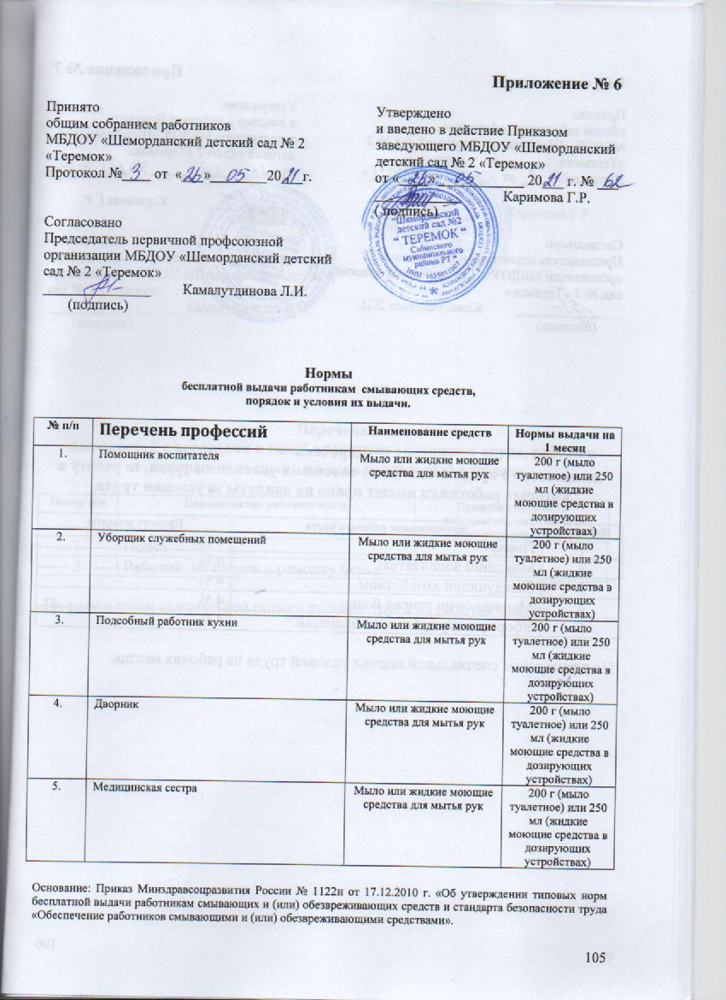 Приложение № 6
Принято
общим собранием работников
МБДОУ «Шеморданский детский сад № 2
«Теремок»
Протокол № 3 от «26» 05 2021 г.
Утверждено
и введено в действие Приказом
заведующего МБДОУ «Шеморданский
детский сад № 2 «Теремок»
от « 26 » 05 2021 г. № 62
Каримова Г.Р.
( подпись)
"Шеморданский
детский сад №2
" ТЕРЕМОК "
Сабинского
муниципального
района РТ "
Согласовано
Председатель первичной профсоюзной
организации МБДОУ «Шеморданский детский
сад № 2 «Теремок»
Камалутдинова Л.И.
(подпись)
Нормы
бесплатной выдачи работникам смывающих средств,
порядок и условия их выдачи.
№ п/п Перечень профессий Наименование средств Нормы выдачи на
1 месяц
1. Помощник воспитателя Мыло или жидкие моющие 200 г (мыло
средства для мытья рук туалетное) или 250
мл (жидкие
моющие средства в
дозирующих
устройствах)
2. Уборщик служебных помещений Мыло или жидкие моющие 200 г (мыло
средства для мытья рук туалетное) или 250
мл (жидкие
моющие средства в
дозирующих
устройствах)
3. Подсобный работник кухни Мыло или жидкие моющие 200 г (мыло
средства для мытья рук туалетное) или 250
мл (жидкие
моющие средства в
дозирующих
устройствах)
4. Дворник Мыло или жидкие моющие 200 г (мыло
средства для мытья рук туалетное) или 250
мл (жидкие
моющие средства в
дозирующих
устройствах)
5. Медицинская сестра Мыло или жидкие моющие 200 г (мыло
средства для мытья рук туалетное) или 250
мл (жидкие
моющие средства в
дозирующих
устройствах)
Основание: Приказ Минздравсоцразвития России № 1122н от 17.12.2010 г. «Об утверждении типовых норм
бесплатной выдачи работникам смывающих и (или) обезвреживающих средств и стандарта безопасности труда
«Обеспечение работников смывающими и (или) обезвреживающими средствами».
105